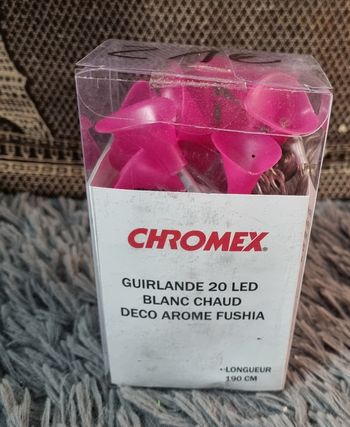 CHROMEX®
GUIRLANDE 20 LED
BLANC CHAUD
DECO AROME FUSHIA
LONGUEUR
190 CM